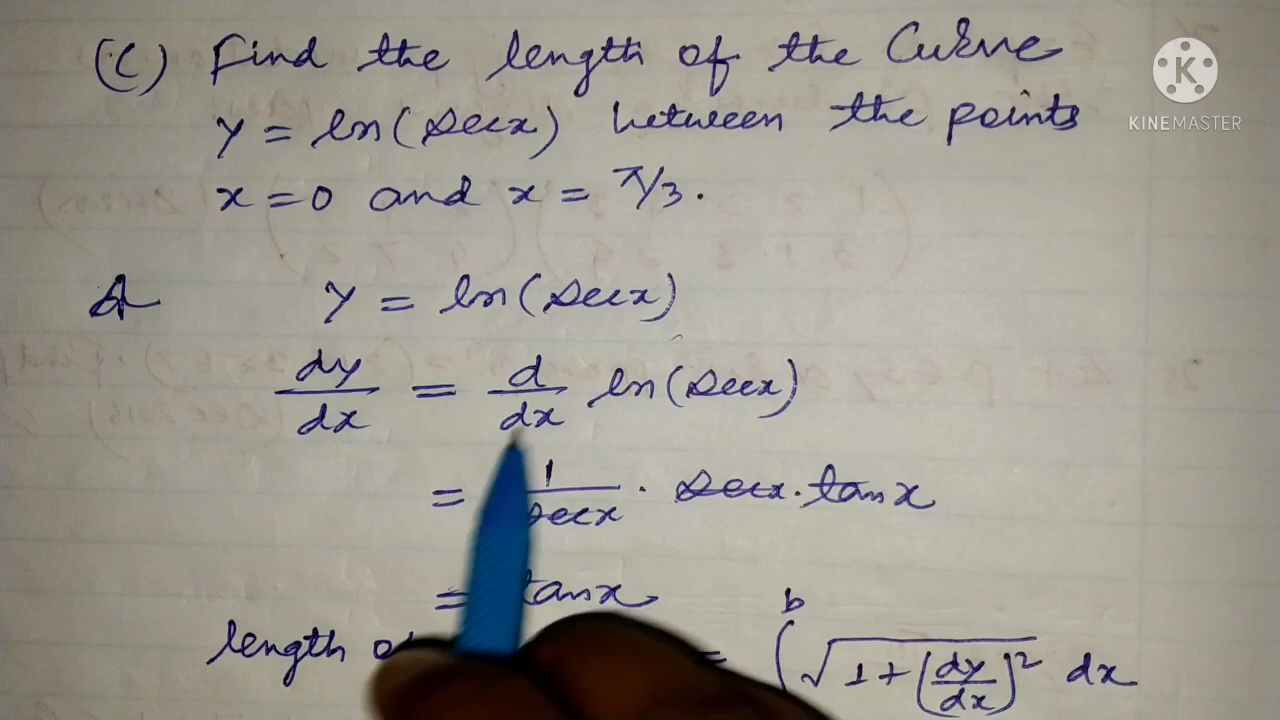 (C) Find the length of the Curve
y = ln(secx) between the points
x = 0 and x = π/3.
y = ln(secx)
dy/dx = d/dx ln(secx)
= 1/secx · secx · tanx
= tanx
length = ∫ b √1 + (dy/dx)² dx
K
KINEMASTER